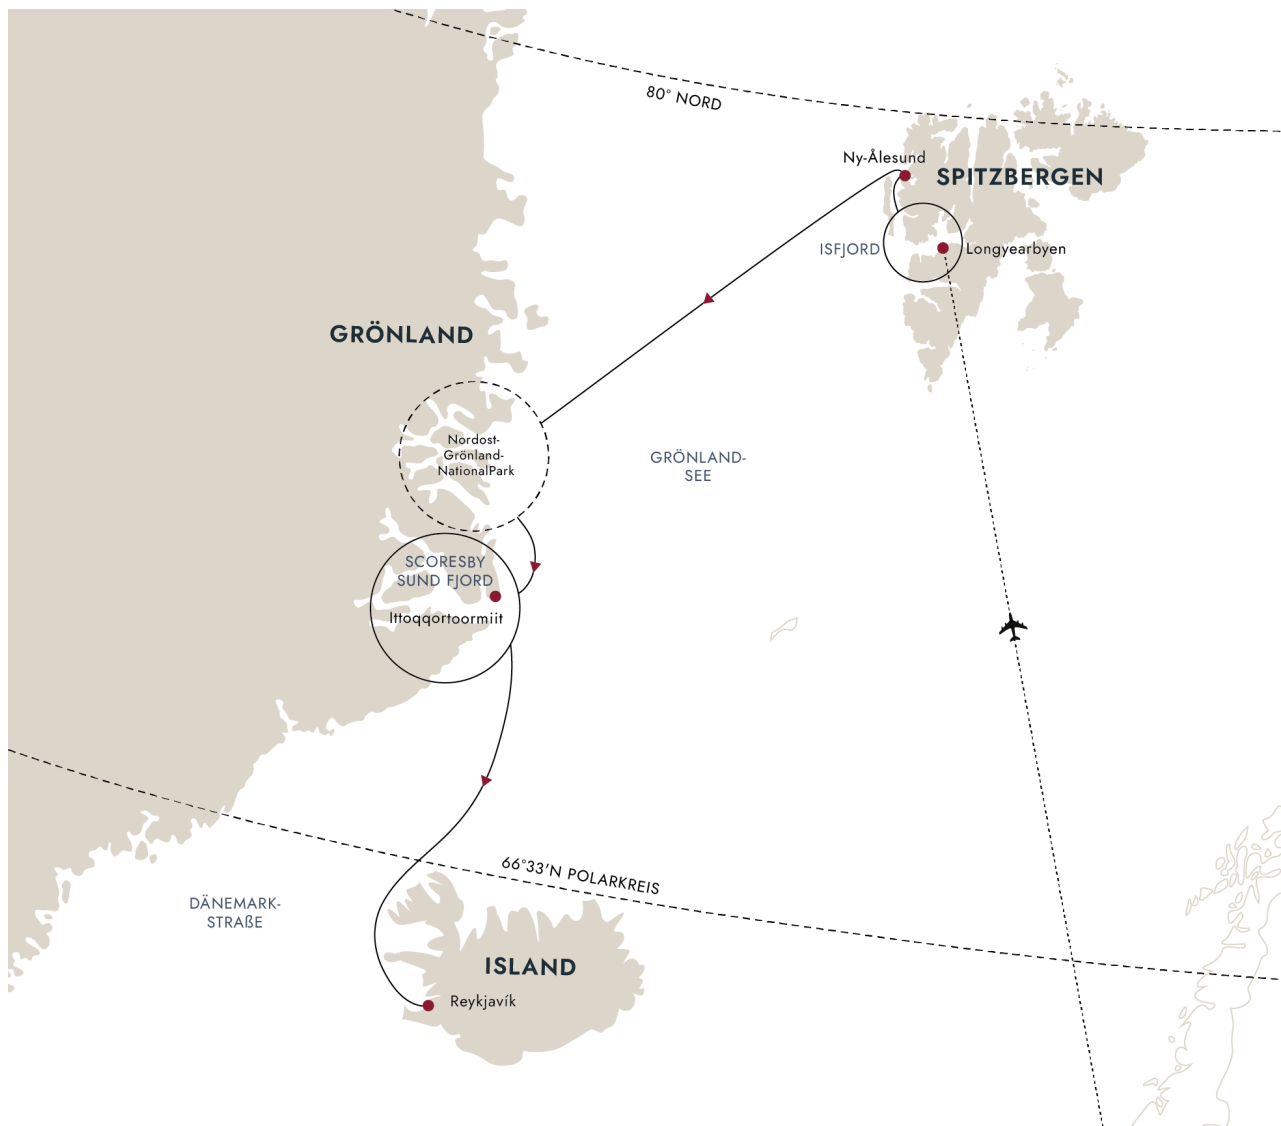 80° NORD
Ny-Ålesund
SPITZBERGEN
ISFJORD
Longyearbyen
GRÖNLAND
Nordost-
Grönland-
NationalPark
GRÖNLAND-
SEE
SCORESBY
SUND FJORD
Ittoqqortoormiit
66°33'N POLARKREIS
DÄNEMARK-
STRAßE
ISLAND
Reykjavík